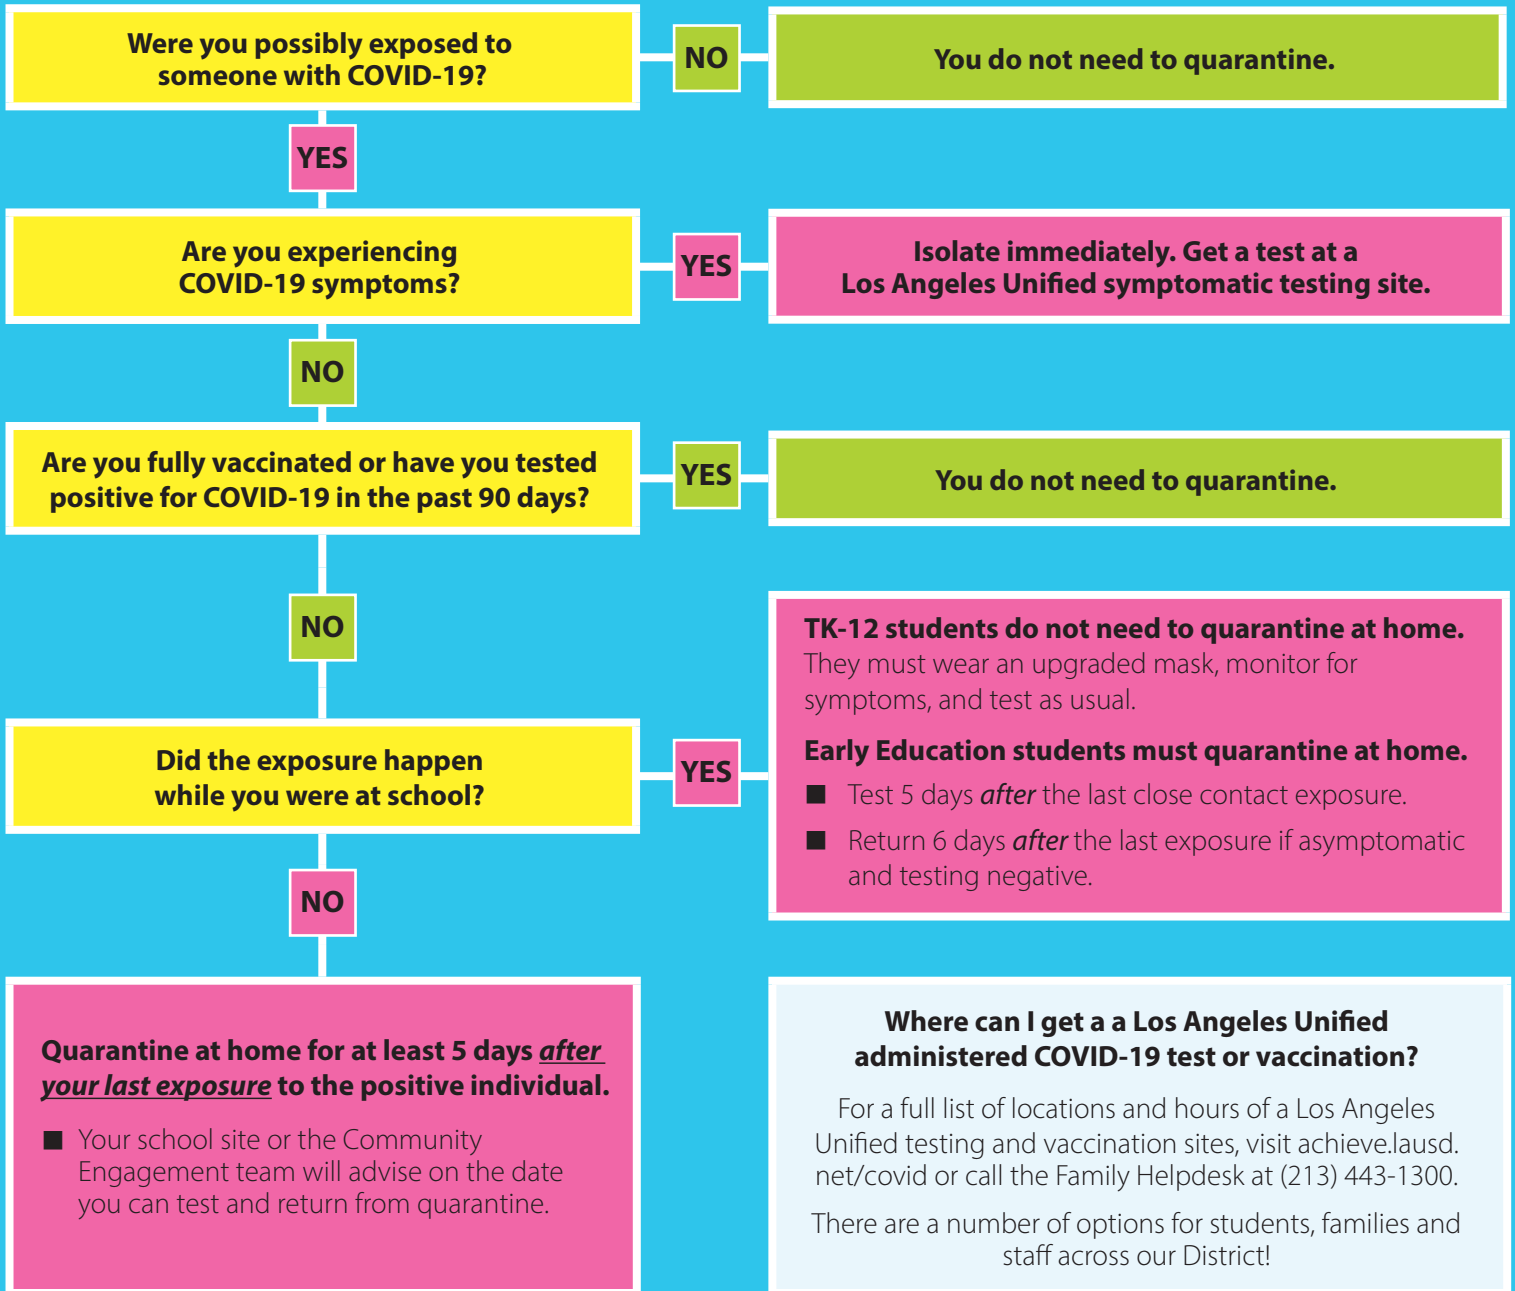 Were you possibly exposed to
someone with COVID-19?
NO
You do not need to quarantine.
YES
Are you experiencing
COVID-19 symptoms?
YES
Isolate immediately. Get a test at a
Los Angeles Unified symptomatic testing site.
NO
Are you fully vaccinated or have you tested
positive for COVID-19 in the past 90 days?
YES
You do not need to quarantine.
NO
Did the exposure happen
while you were at school?
YES
TK-12 students do not need to quarantine at home.
They must wear an upgraded mask, monitor for
symptoms, and test as usual.
Early Education students must quarantine at home.
■ Test 5 days after the last close contact exposure.
■ Return 6 days after the last exposure if asymptomatic
and testing negative.
NO
Quarantine at home for at least 5 days after
your last exposure to the positive individual.
■ Your school site or the Community
Engagement team will advise on the date
you can test and return from quarantine.
Where can I get a a Los Angeles Unified
administered COVID-19 test or vaccination?
For a full list of locations and hours of a Los Angeles
Unified testing and vaccination sites, visit achieve.lausd.
net/covid or call the Family Helpdesk at (213) 443-1300.
There are a number of options for students, families and
staff across our District!